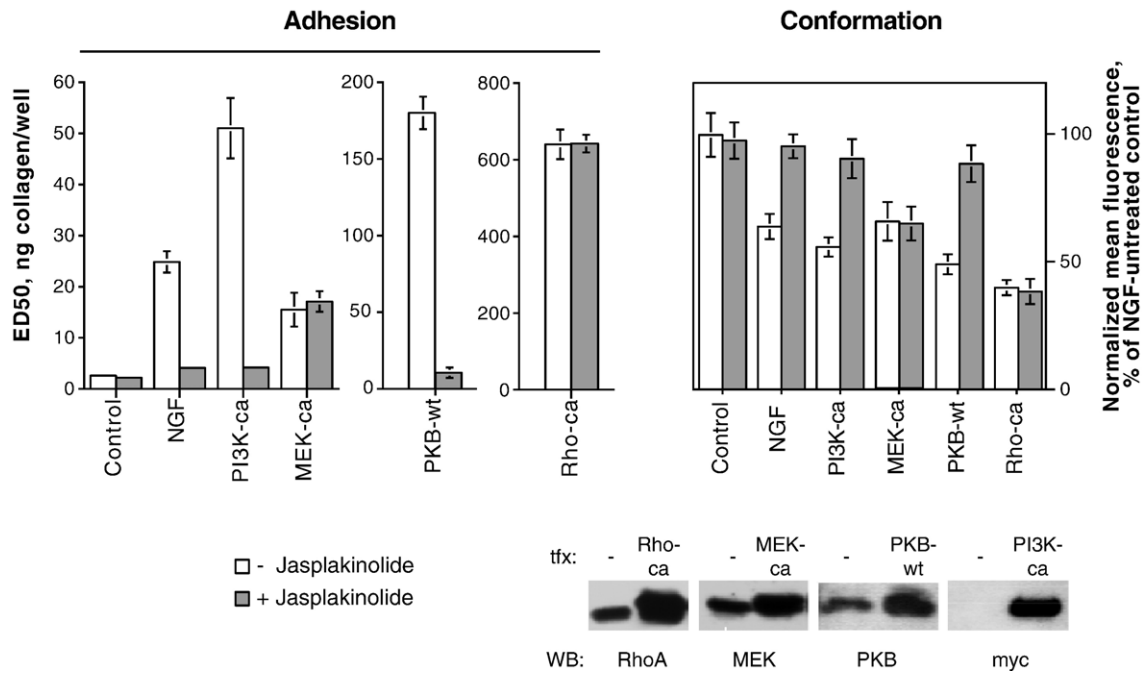 Adhesion
Conformation
ED50, ng collagen/well
60
50
40
30
20
10
0
Control
NGF
PI3K-ca
MEK-ca
200
150
100
50
0
PKB-wt
800
600
400
200
0
Rho-ca
Control
NGF
PI3K-ca
MEK-ca
PKB-wt
Rho-ca
100
50
0
Normalized mean fluorescence,
% of NGF-untreated control
- Jasplakinolide
+ Jasplakinolide
tfx: - Rho-ca - MEK-ca - PKB-wt - PI3K-ca
WB: RhoA MEK PKB myc